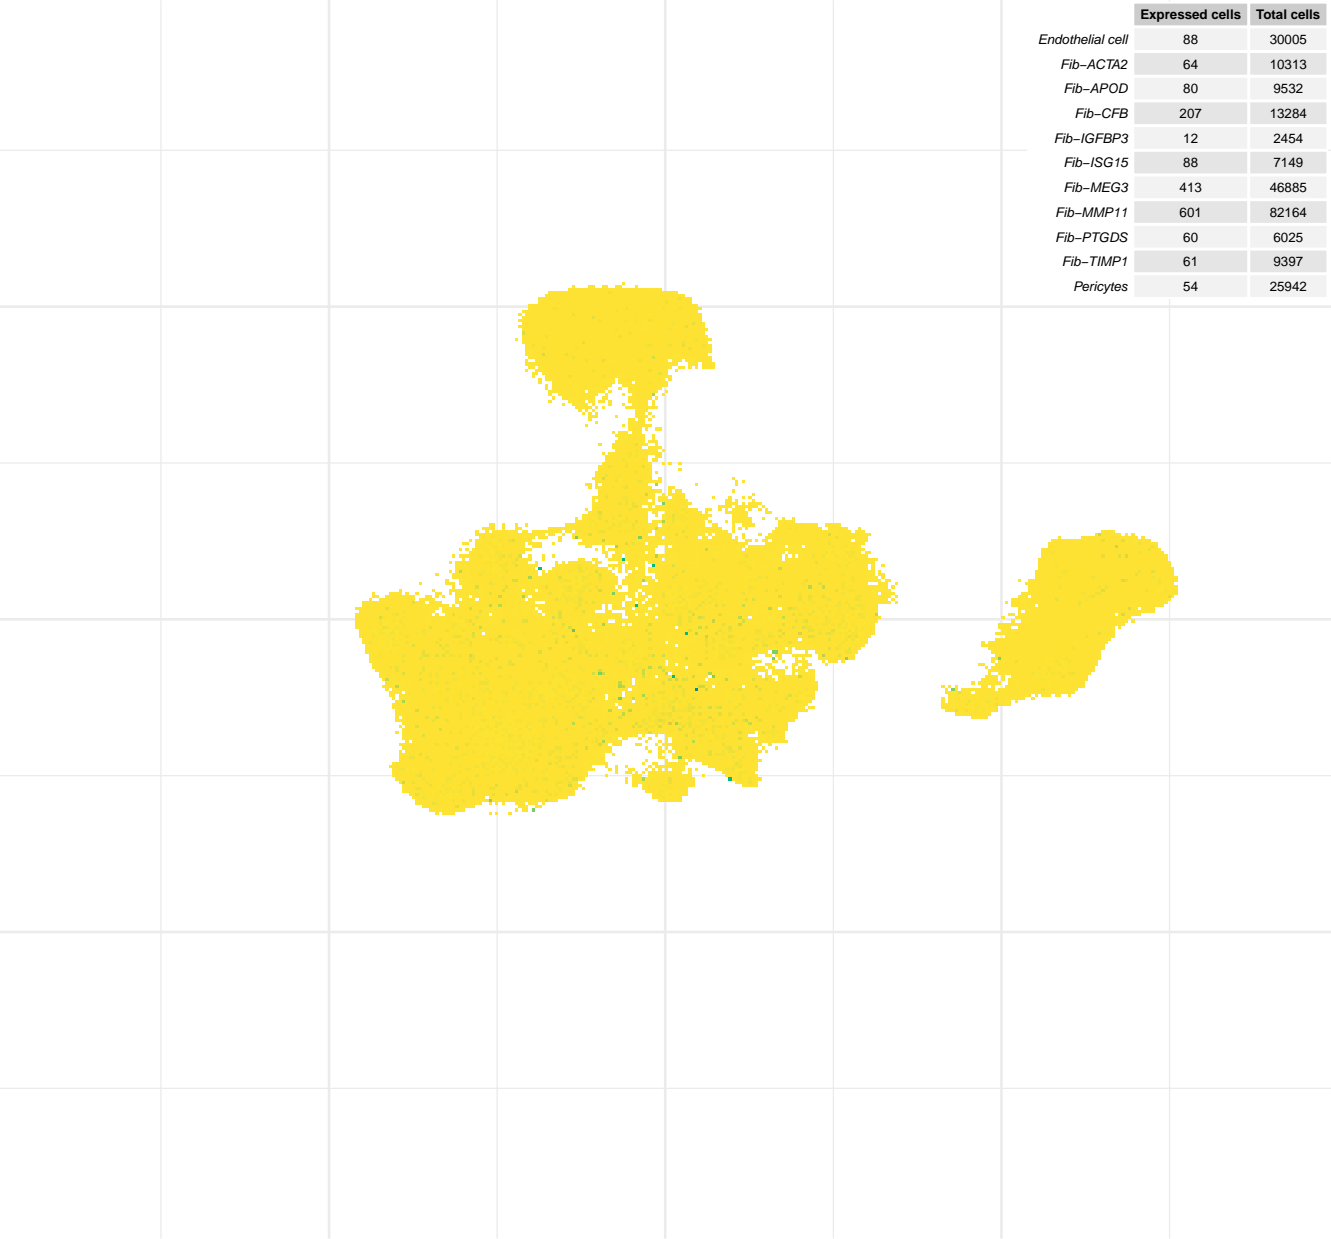 Expressed cells Total cells
Endothelial cell 88 30005
Fib−ACTA2 64 10313
Fib−APOD 80 9532
Fib−CFB 207 13284
Fib−IGFBP3 12 2454
Fib−ISG15 88 7149
Fib−MEG3 413 46885
Fib−MMP11 601 82164
Fib−PTGDS 60 6025
Fib−TIMP1 61 9397
Pericytes 54 25942